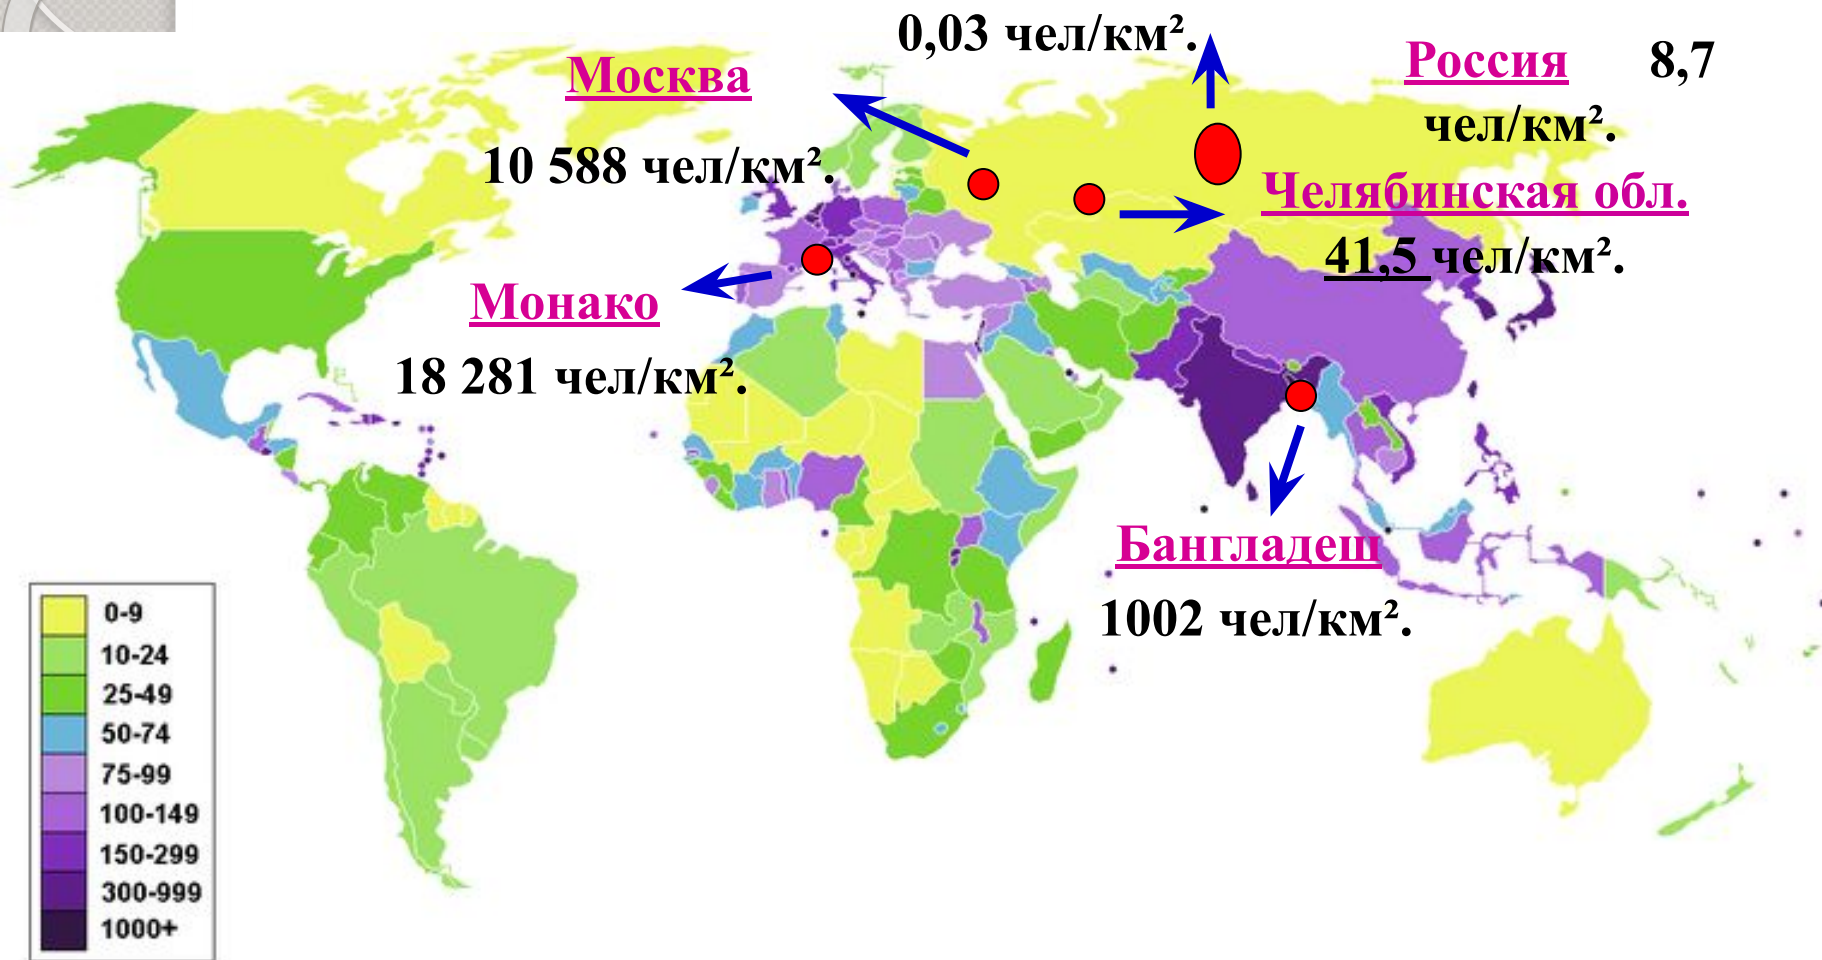 0,03 чел/км².
Москва
10 588 чел/км².
Россия 8,7
чел/км².
Челябинская обл.
41,5 чел/км².
Монако
18 281 чел/км².
Бангладеш
1002 чел/км².
0-9
10-24
25-49
50-74
75-99
100-149
150-299
300-999
1000+